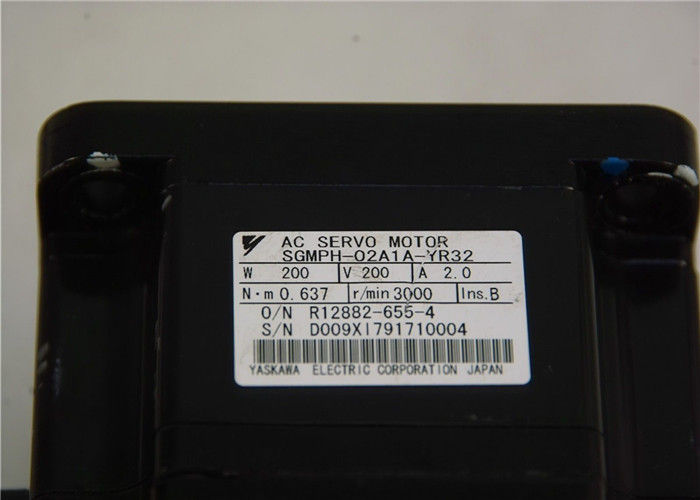 AC SERVO MOTOR
SGMPH-02A1A-YR32
W 200 V 200 A 2.0
N·m 0.637 r/min 3000 Ins.B
O/N R12882-655-4
S/N D009XI791710004
YASKAWA ELECTRIC CORPORATION JAPAN